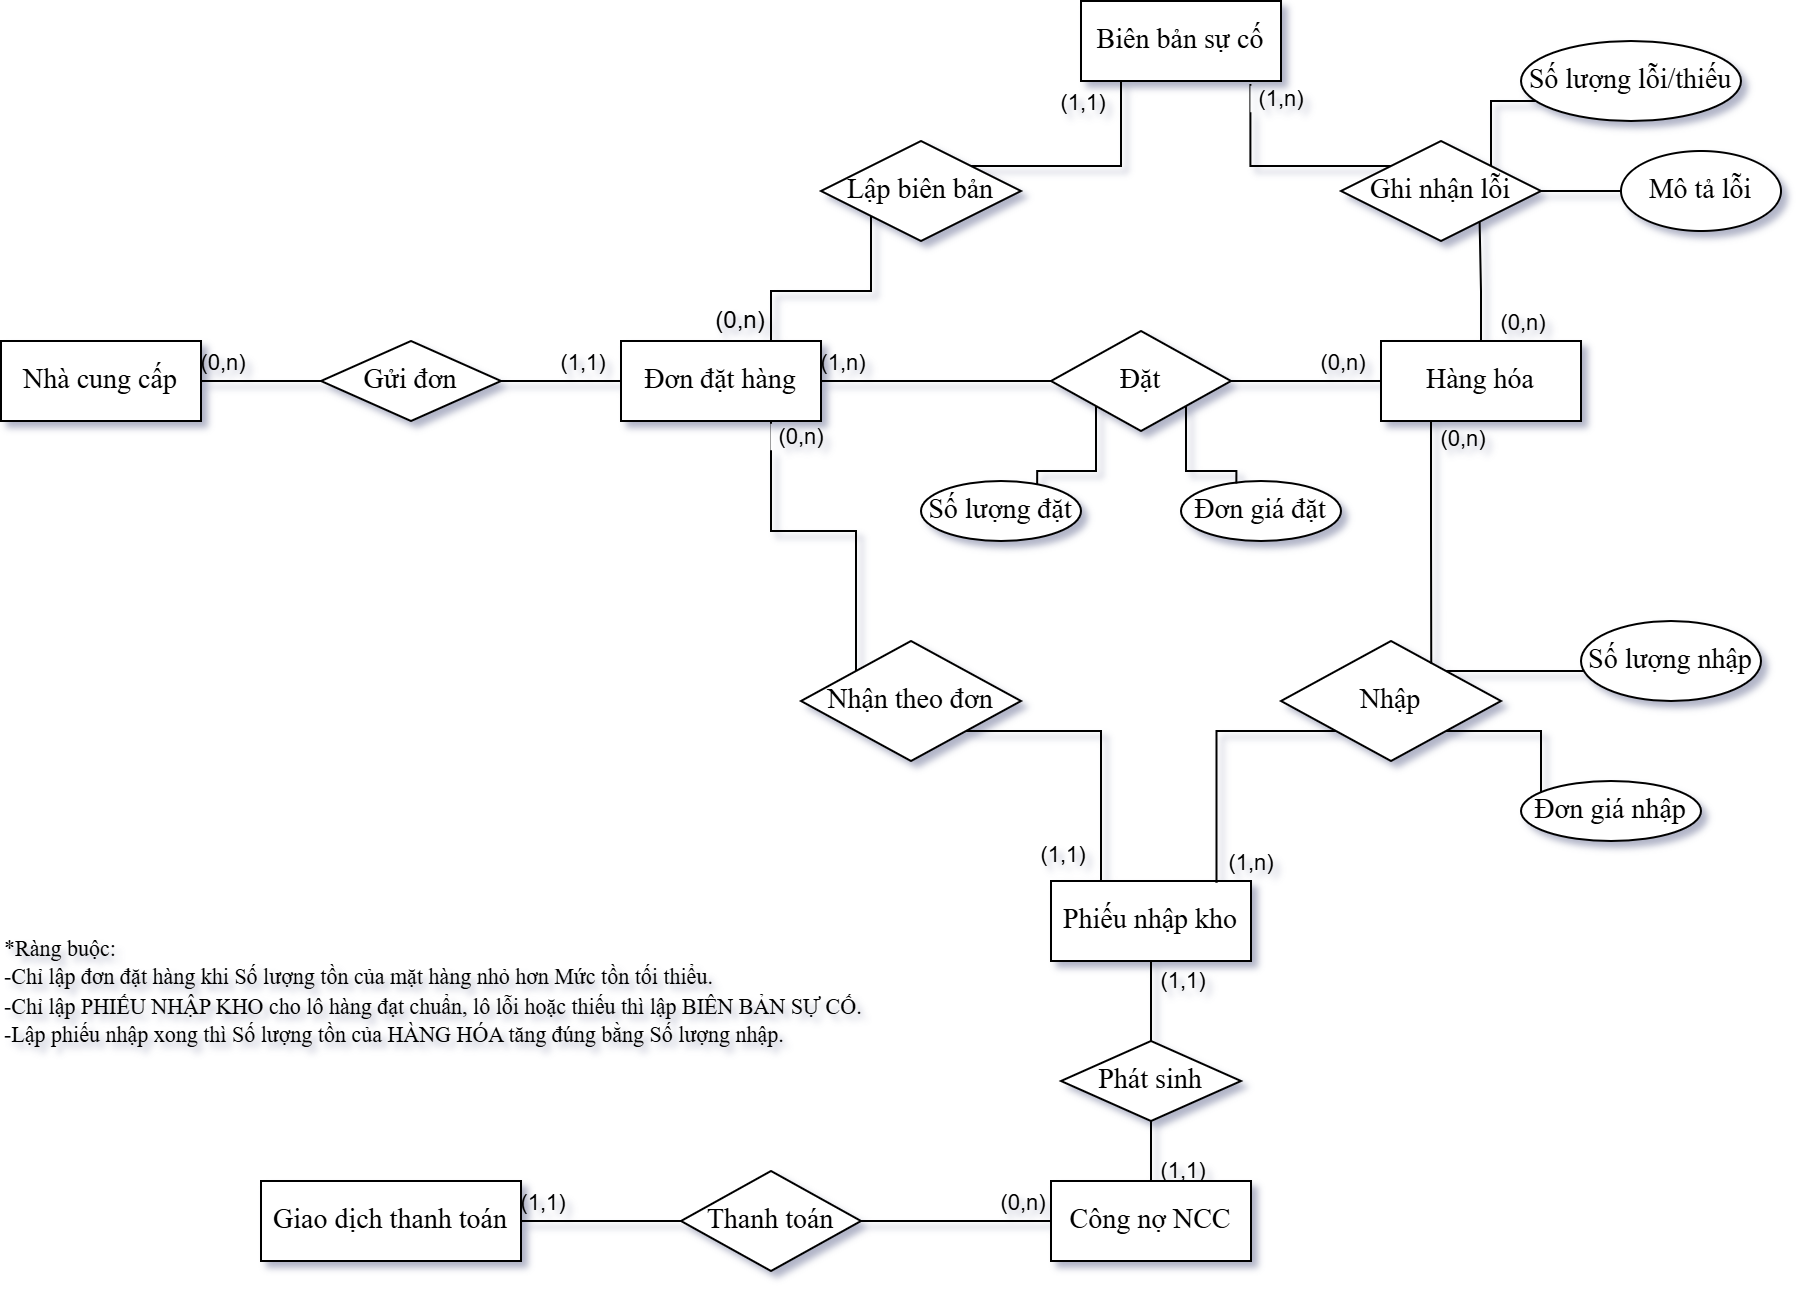 Biên bản sự cố
Số lượng lỗi/thiếu
(1,1)
(1,n)
Lập biên bản
Ghi nhận lỗi
Mô tả lỗi
(0,n)
(0,n)
Nhà cung cấp
(0,n)
Gửi đơn
(1,1)
Đơn đặt hàng
(1,n)
Đặt
(0,n)
Hàng hóa
(0,n)
(0,n)
Số lượng đặt
Đơn giá đặt
Nhận theo đơn
Nhập
Số lượng nhập
Đơn giá nhập
(1,1)
(1,n)
Phiếu nhập kho
*Ràng buộc:
-Chỉ lập đơn đặt hàng khi Số lượng tồn của mặt hàng nhỏ hơn Mức tồn tối thiểu.
-Chỉ lập PHIẾU NHẬP KHO cho lô hàng đạt chuẩn, lô lỗi hoặc thiếu thì lập BIÊN BẢN SỰ CỐ.
-Lập phiếu nhập xong thì Số lượng tồn của HÀNG HÓA tăng đúng bằng Số lượng nhập.
(1,1)
Phát sinh
(1,1)
Giao dịch thanh toán
(1,1)
Thanh toán
(0,n)
Công nợ NCC